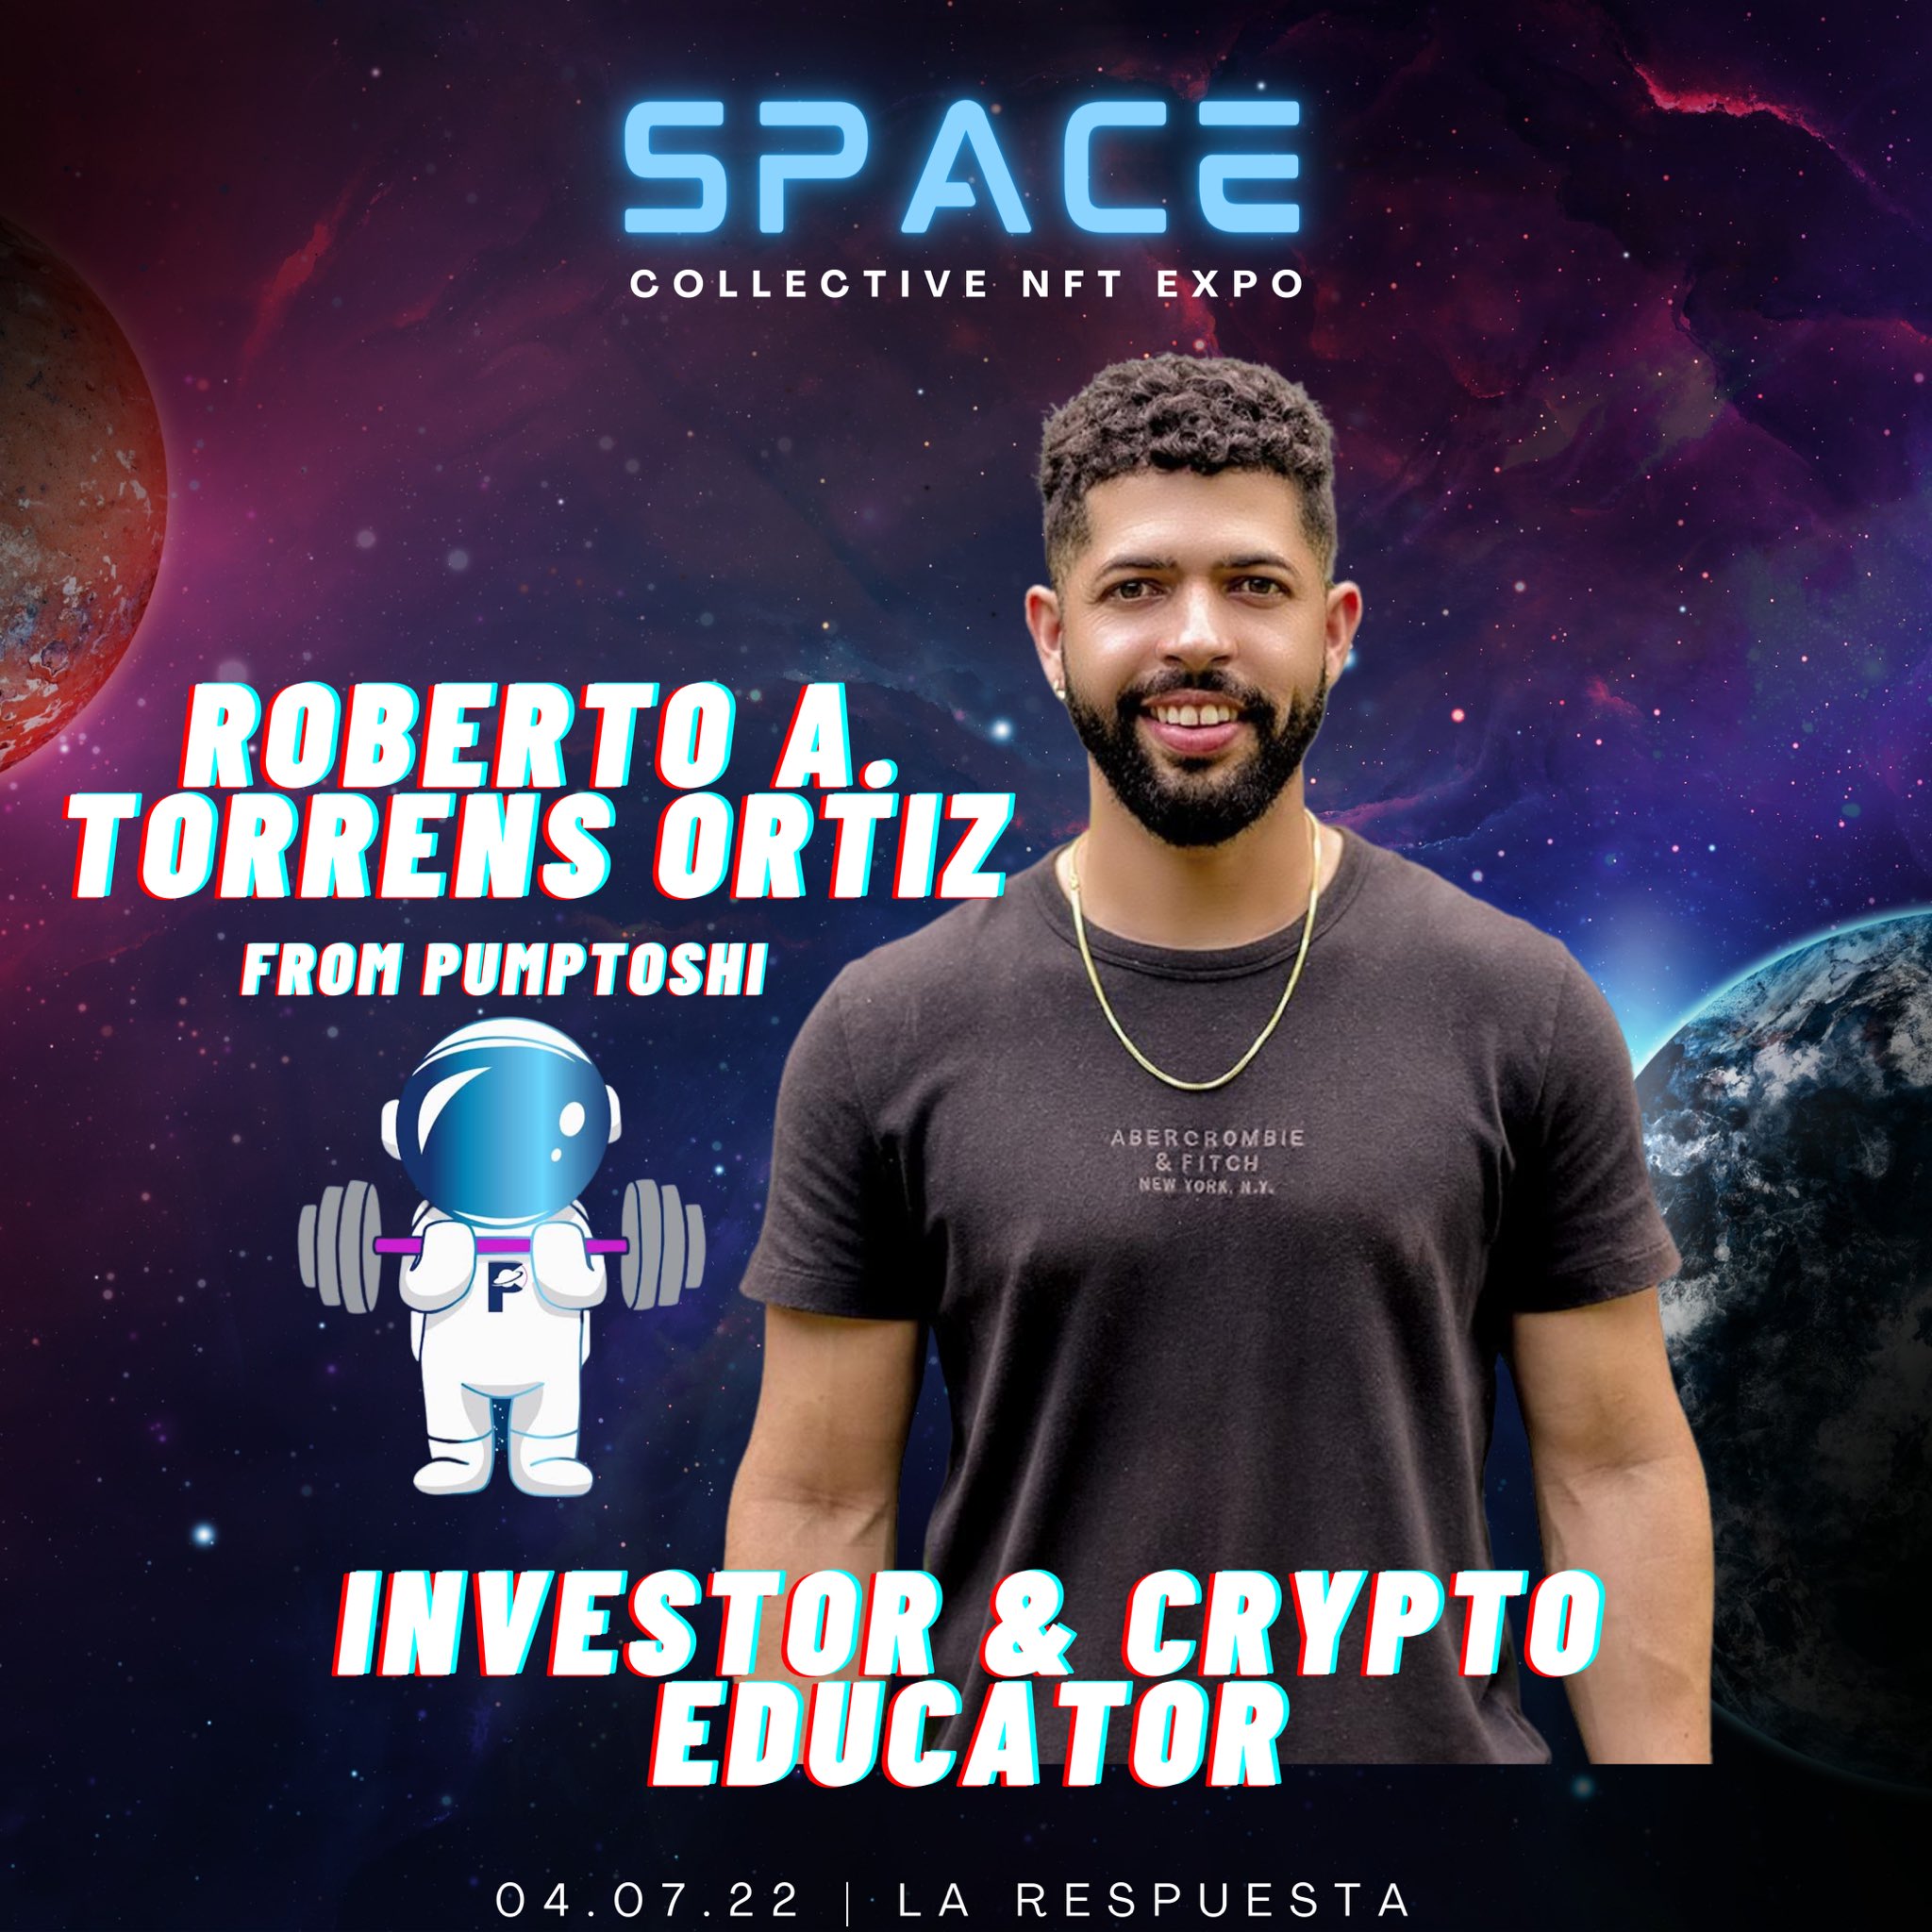 SPACE
COLLECTIVE NFT EXPO
ROBERTO A.
TORRENS ORTIZ
FROM PUMPTOSHI
P
ABERCROMBIE
& FITCH
NEW YORK, N.Y.
INVESTOR & CRYPTO
EDUCATOR
04.07.22 | LA RESPUESTA